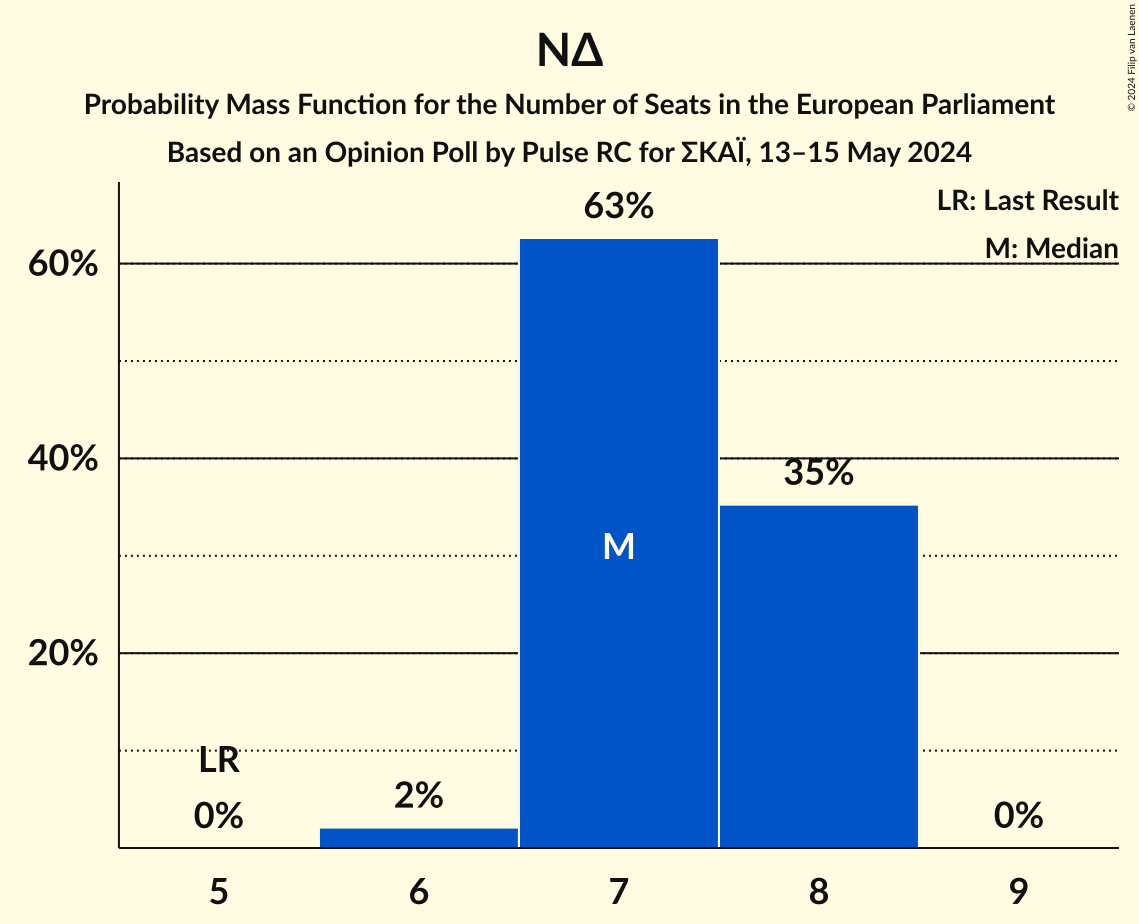 ΝΔ
Probability Mass Function for the Number of Seats in the European Parliament
Based on an Opinion Poll by Pulse RC for ΣΚΑΪ, 13–15 May 2024
© 2024 Filip van Laenen
LR: Last Result
M: Median
63%
60%
40%
35%
M
20%
LR
2%
0%
0%
5
6
7
8
9